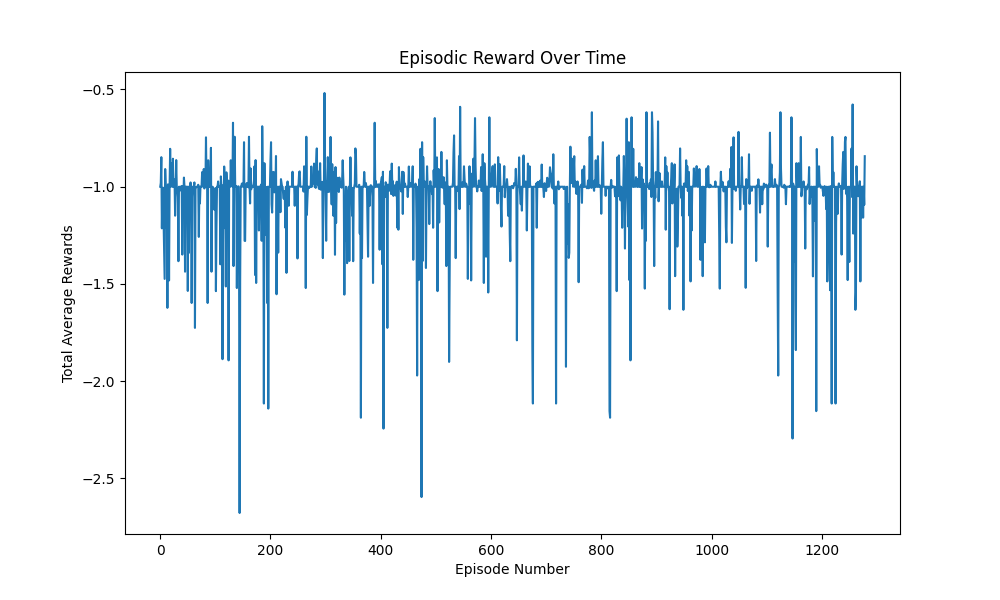 Episodic Reward Over Time
Total Average Rewards
−0.5
−1.0
−1.5
−2.0
−2.5
0 200 400 600 800 1000 1200
Episode Number